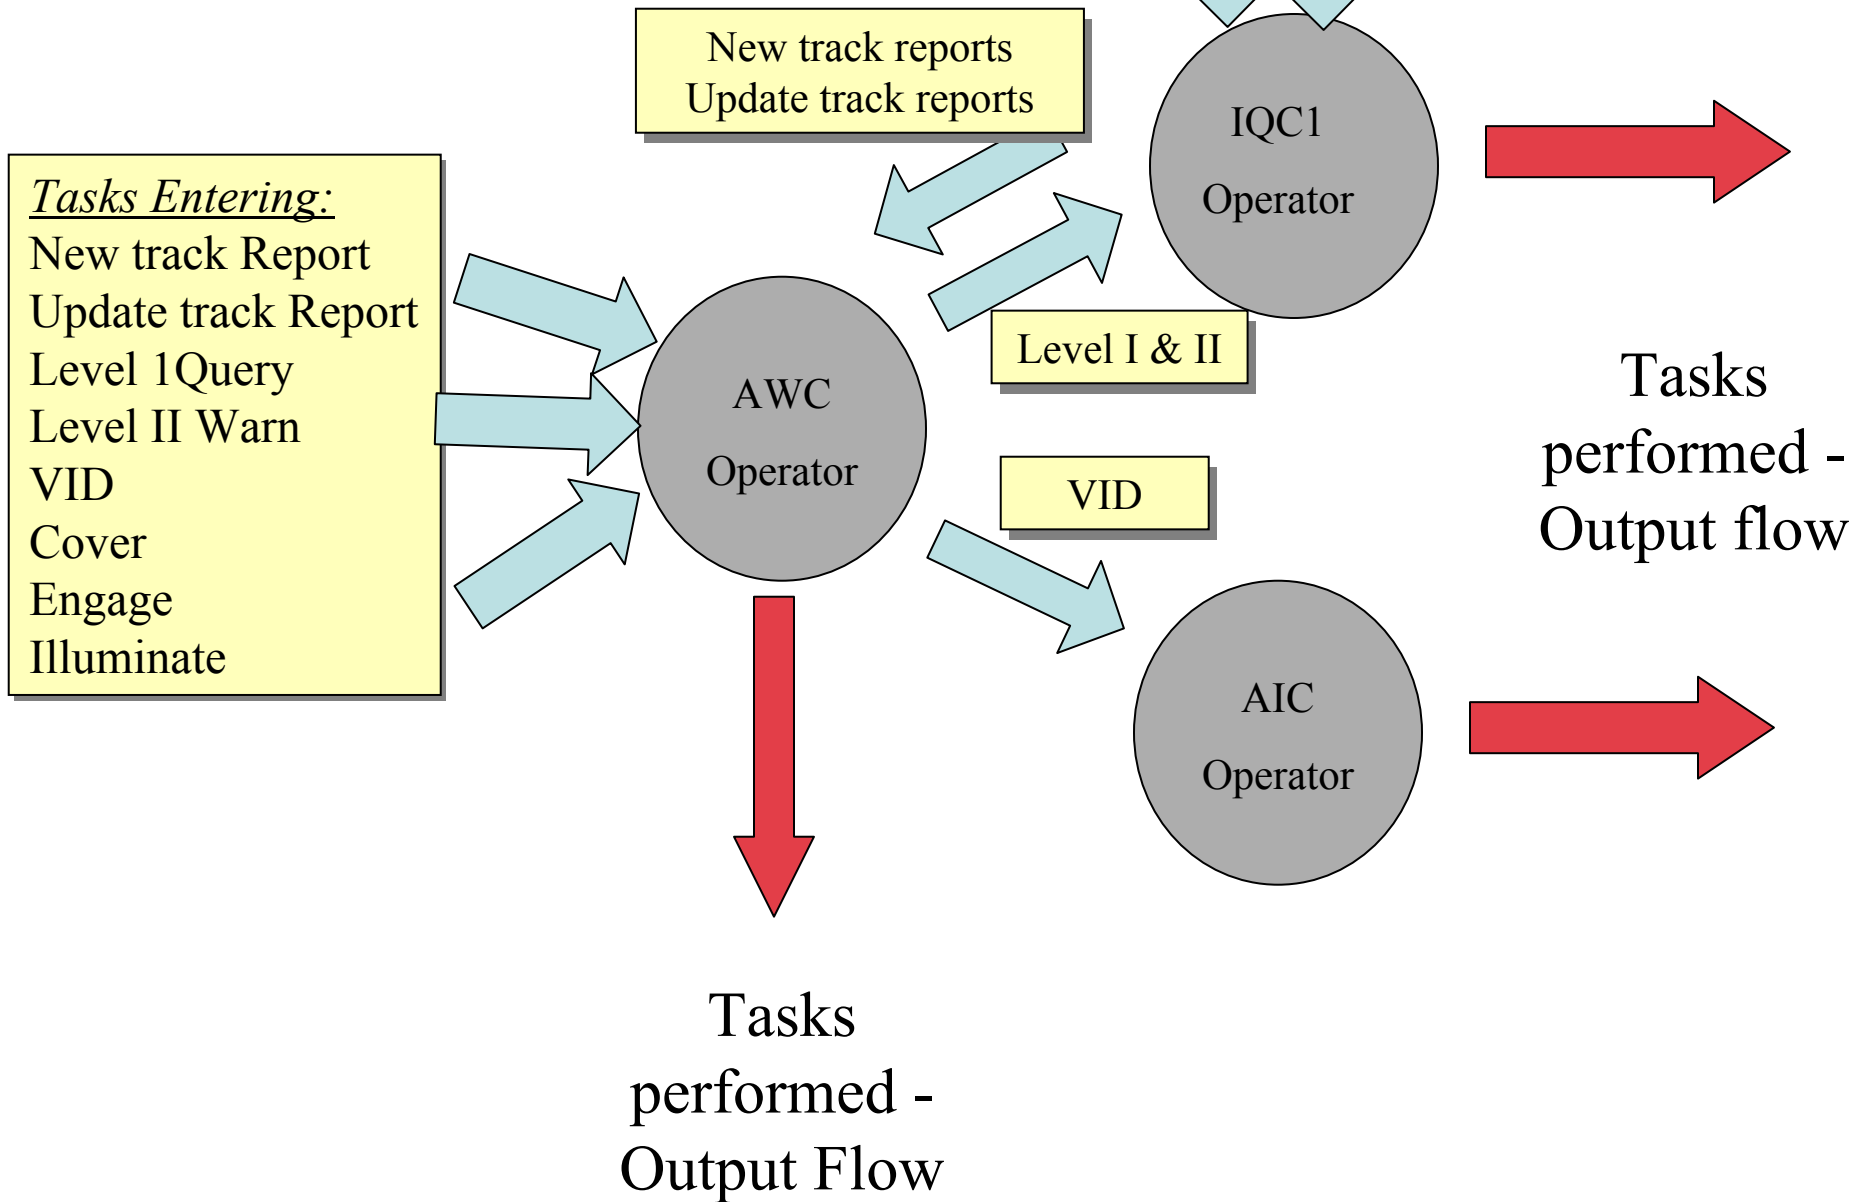 New track reports
Update track reports
IQC1
Operator
Tasks Entering:
New track Report
Update track Report
Level 1Query
Level II Warn
VID
Cover
Engage
Illuminate
AWC
Operator
Level I & II
VID
Tasks
performed -
Output flow
AIC
Operator
Tasks
performed -
Output Flow